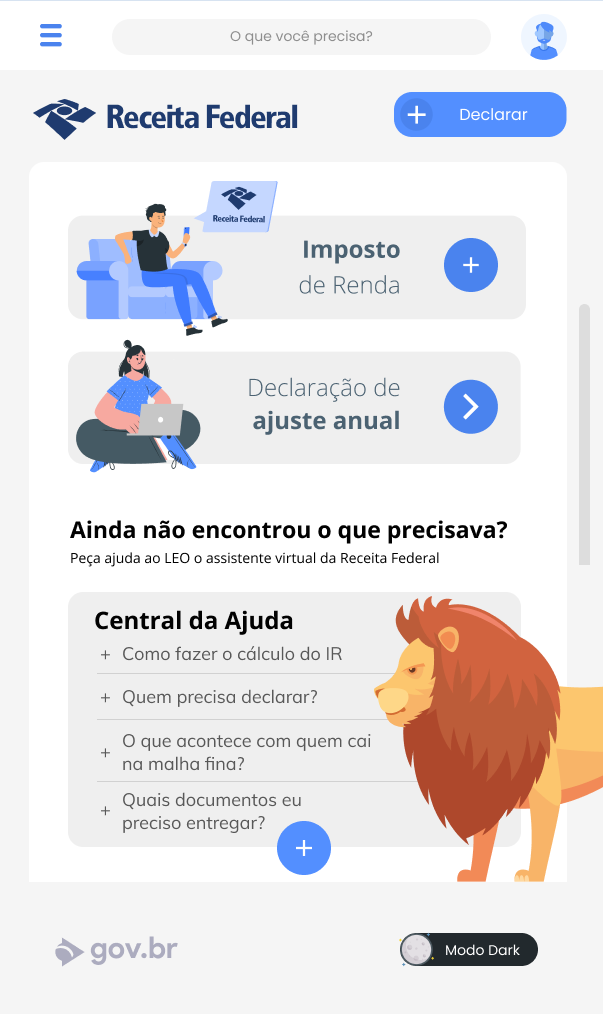 O que você precisa?
Receita Federal
Declarar
Receita Federal
Imposto
de Renda
Declaração de
ajuste anual
Ainda não encontrou o que precisava?
Peça ajuda ao LEO o assistente virtual da Receita Federal
Central da Ajuda
+ Como fazer o cálculo do IR
+ Quem precisa declarar?
+ O que acontece com quem cai
na malha fina?
+ Quais documentos eu
preciso entregar?
gov.br
Modo Dark